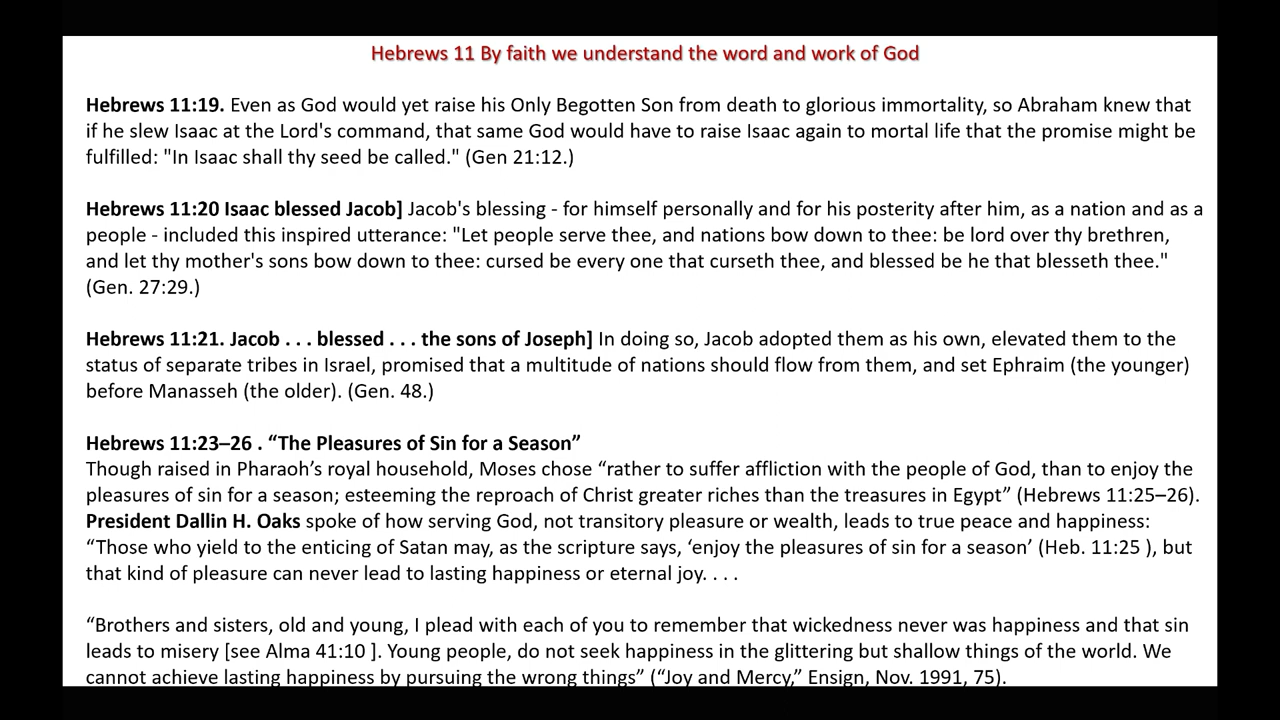 Hebrews 11 By faith we understand the word and work of God
Hebrews 11:19. Even as God would yet raise his Only Begotten Son from death to glorious immortality, so Abraham knew that
if he slew Isaac at the Lord's command, that same God would have to raise Isaac again to mortal life that the promise might be
fulfilled: "In Isaac shall thy seed be called." (Gen 21:12.)
Hebrews 11:20 Isaac blessed Jacob] Jacob's blessing - for himself personally and for his posterity after him, as a nation and as a
people - included this inspired utterance: "Let people serve thee, and nations bow down to thee: be lord over thy brethren,
and let thy mother's sons bow down to thee: cursed be every one that curseth thee, and blessed be he that blesseth thee."
(Gen. 27:29.)
Hebrews 11:21. Jacob . . . blessed . . . the sons of Joseph] In doing so, Jacob adopted them as his own, elevated them to the
status of separate tribes in Israel, promised that a multitude of nations should flow from them, and set Ephraim (the younger)
before Manasseh (the older). (Gen. 48.)
Hebrews 11:23–26 . “The Pleasures of Sin for a Season”
Though raised in Pharaoh’s royal household, Moses chose “rather to suffer affliction with the people of God, than to enjoy the
pleasures of sin for a season; esteeming the reproach of Christ greater riches than the treasures in Egypt” (Hebrews 11:25–26).
President Dallin H. Oaks spoke of how serving God, not transitory pleasure or wealth, leads to true peace and happiness:
“Those who yield to the enticing of Satan may, as the scripture says, ‘enjoy the pleasures of sin for a season’ (Heb. 11:25 ), but
that kind of pleasure can never lead to lasting happiness or eternal joy. . . .
“Brothers and sisters, old and young, I plead with each of you to remember that wickedness never was happiness and that sin
leads to misery [see Alma 41:10 ]. Young people, do not seek happiness in the glittering but shallow things of the world. We
cannot achieve lasting happiness by pursuing the wrong things” (“Joy and Mercy,” Ensign, Nov. 1991, 75).